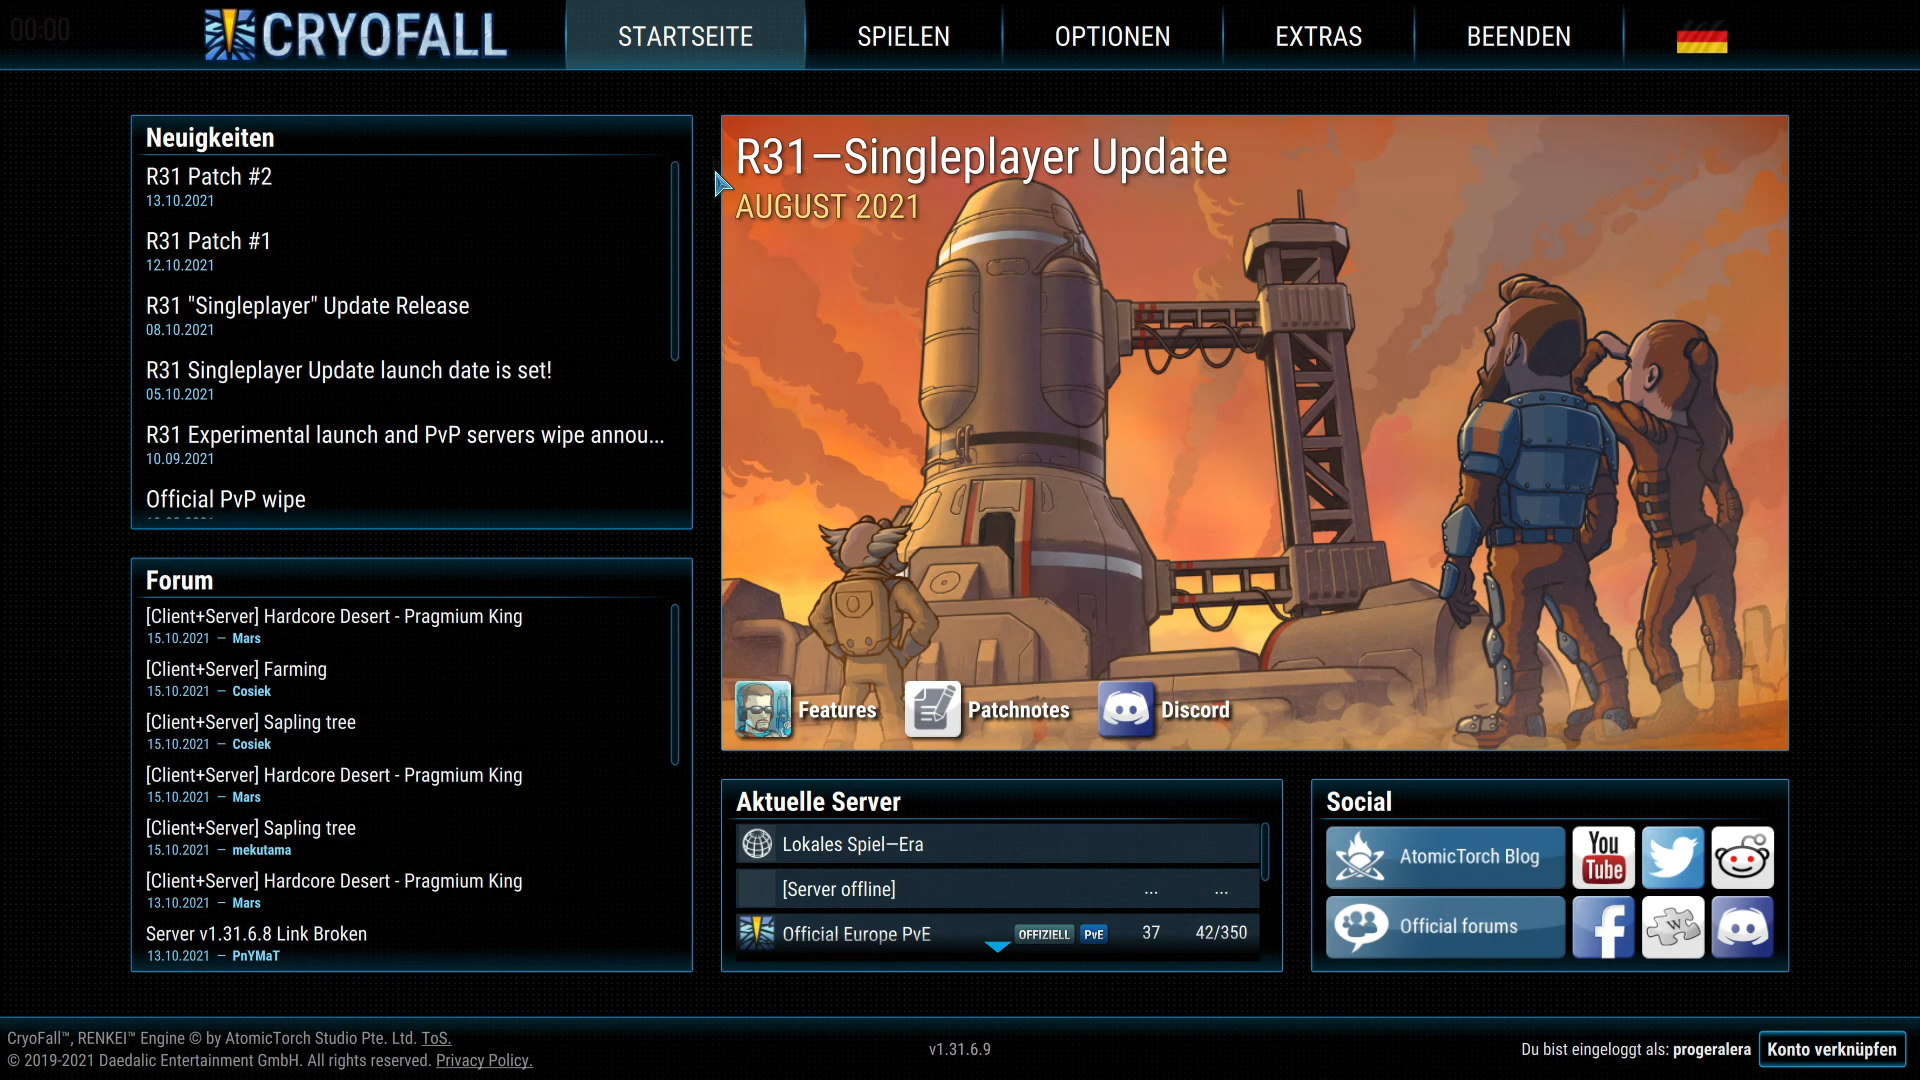 00:00
CRYOFALL
STARTSEITE
SPIELEN
OPTIONEN
EXTRAS
BEENDEN
Neuigkeiten
R31 Patch #2
13.10.2021
R31 Patch #1
12.10.2021
R31 "Singleplayer" Update Release
08.10.2021
R31 Singleplayer Update launch date is set!
05.10.2021
R31 Experimental launch and PvP servers wipe annou...
10.09.2021
Official PvP wipe
Forum
[Client+Server] Hardcore Desert - Pragmium King
15.10.2021 — Mars
[Client+Server] Farming
15.10.2021 — Cosiek
[Client+Server] Sapling tree
15.10.2021 — Cosiek
[Client+Server] Hardcore Desert - Pragmium King
15.10.2021 — Mars
[Client+Server] Sapling tree
15.10.2021 — mekutama
[Client+Server] Hardcore Desert - Pragmium King
13.10.2021 — Mars
Server v1.31.6.8 Link Broken
13.10.2021 — PnYMaT
R31—Singleplayer Update
AUGUST 2021
Features
Patchnotes
Discord
Aktuelle Server
Lokales Spiel—Era
[Server offline] ... ...
Official Europe PvE OFFIZIELL PvE 37 42/350
Social
AtomicTorch Blog
You
Tube
Official forums
W
CryoFall™, RENKEI™ Engine © by AtomicTorch Studio Pte. Ltd. ToS.
© 2019-2021 Daedalic Entertainment GmbH. All rights reserved. Privacy Policy.
v1.31.6.9
Du bist eingeloggt als: progeralera
Konto verknüpfen